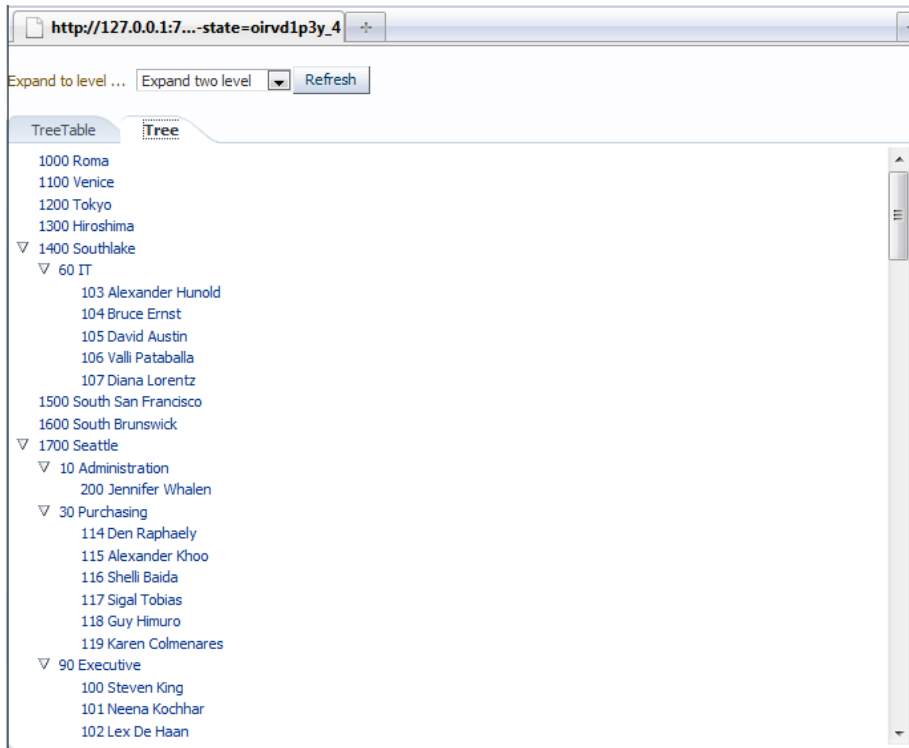 http://127.0.0.1:7...-state=oirvd1p3y_4
Expand to level ... Expand two level Refresh
TreeTable Tree
1000 Roma
1100 Venice
1200 Tokyo
1300 Hiroshima
1400 Southlake
60 IT
103 Alexander Hunold
104 Bruce Ernst
105 David Austin
106 Valli Pataballa
107 Diana Lorentz
1500 South San Francisco
1600 South Brunswick
1700 Seattle
10 Administration
200 Jennifer Whalen
30 Purchasing
114 Den Raphaely
115 Alexander Khoo
116 Shelli Baida
117 Sigal Tobias
118 Guy Himuro
119 Karen Colmenares
90 Executive
100 Steven King
101 Neena Kochhar
102 Lex De Haan